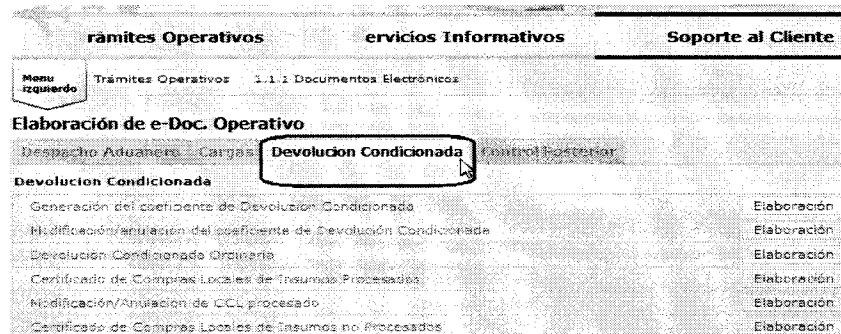 rámites Operativos ervicios Informativos Soporte al Cliente
Menu izquierdo
Trámites Operativos 1.1.1 Documentos Electrónicos
Elaboración de e-Doc. Operativo
Despacho Aduanero Cargas Devolucion Condicionada Control Posterior
Devolucion Condicionada
Generación del coeficiente de Devolución Condicionada Elaboración
Modificación/anulación del coeficiente de Devolución Condicionada Elaboración
Devolución Condicionada Ordinaria Elaboración
Certificado de Compras Locales de Insumos Procesados Elaboración
Modificación/Anulación de CCL procesado Elaboración
Certificado de Compras Locales de Insumos no Procesados Elaboración